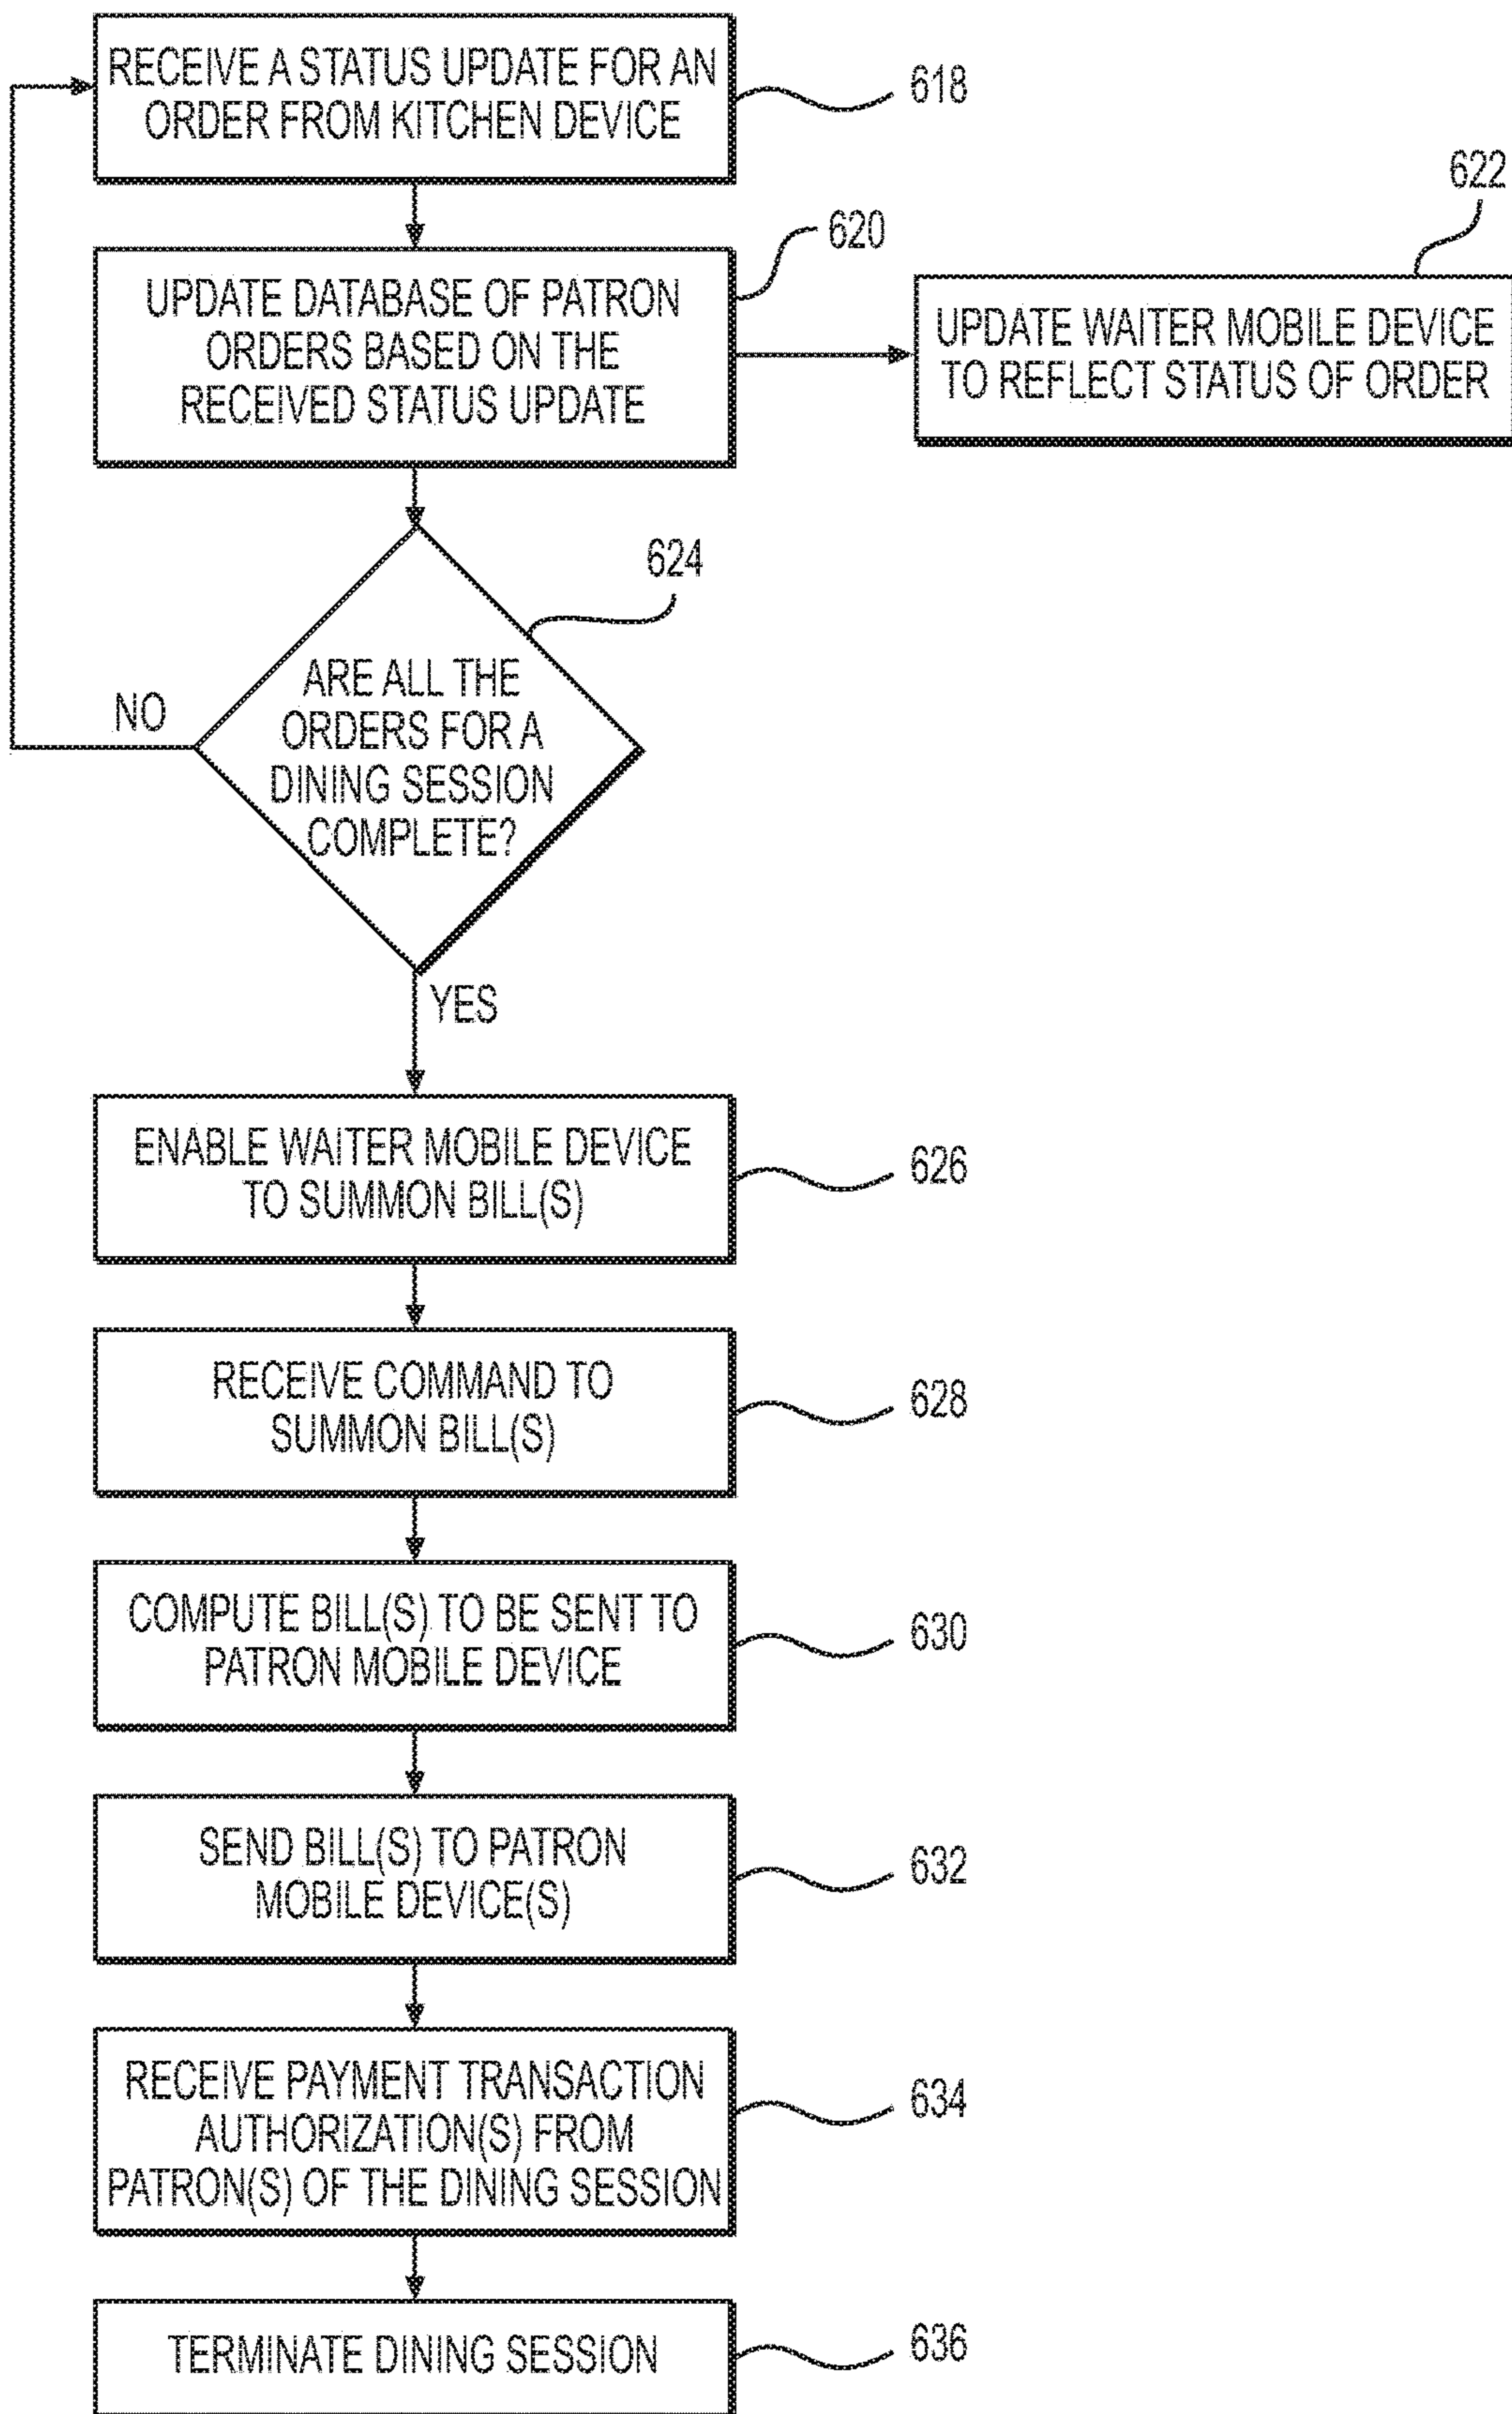 RECEIVE A STATUS UPDATE FOR AN
ORDER FROM KITCHEN DEVICE
618
622
620
UPDATE DATABASE OF PATRON
ORDERS BASED ON THE
RECEIVED STATUS UPDATE
UPDATE WAITER MOBILE DEVICE
TO REFLECT STATUS OF ORDER
624
ARE ALL THE
ORDERS FOR A
DINING SESSION
COMPLETE?
NO
YES
ENABLE WAITER MOBILE DEVICE
TO SUMMON BILL(S)
626
RECEIVE COMMAND TO
SUMMON BILL(S)
628
COMPUTE BILL(S) TO BE SENT TO
PATRON MOBILE DEVICE
630
SEND BILL(S) TO PATRON
MOBILE DEVICE(S)
632
RECEIVE PAYMENT TRANSACTION
AUTHORIZATION(S) FROM
PATRON(S) OF THE DINING SESSION
634
TERMINATE DINING SESSION
636